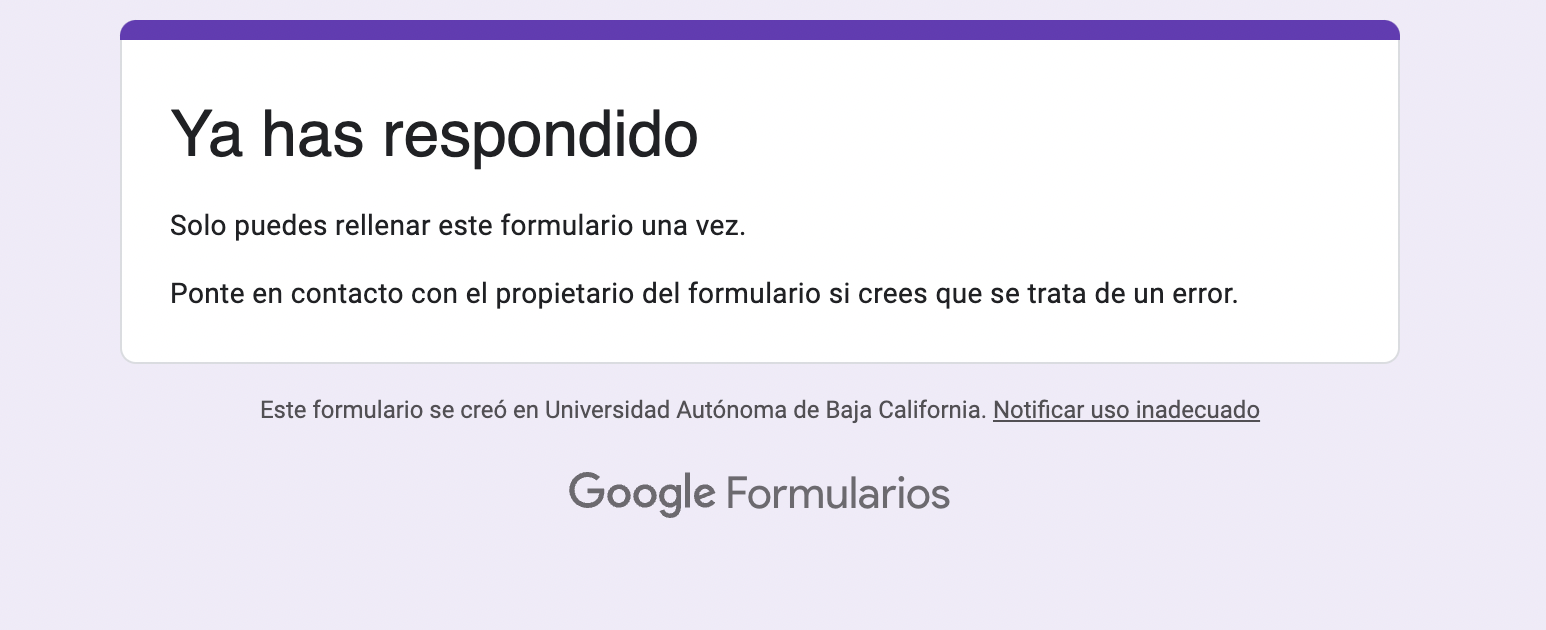 Ya has respondido
Solo puedes rellenar este formulario una vez.
Ponte en contacto con el propietario del formulario si crees que se trata de un error.
Este formulario se creó en Universidad Autónoma de Baja California. Notificar uso inadecuado
Google Formularios